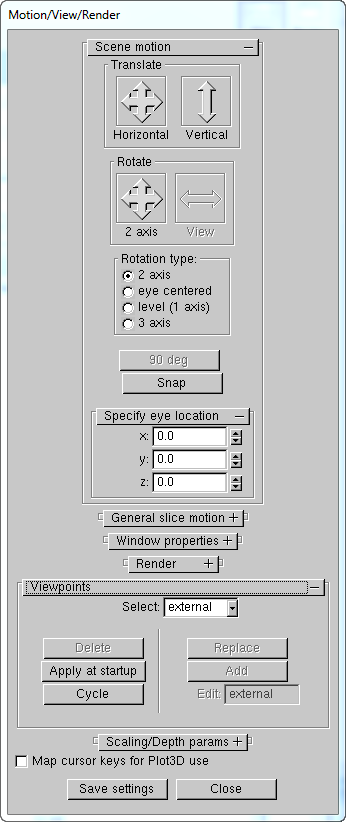 Motion/View/Render
Scene motion
Translate
Horizontal Vertical
Rotate
2 axis View
Rotation type:
2 axis
eye centered
level (1 axis)
3 axis
90 deg
Snap
Specify eye location
x: 0.0
y: 0.0
z: 0.0
General slice motion
Window properties
Render
Viewpoints
Select: external
Delete Replace
Apply at startup Add
Cycle Edit: external
Scaling/Depth params
Map cursor keys for Plot3D use
Save settings Close